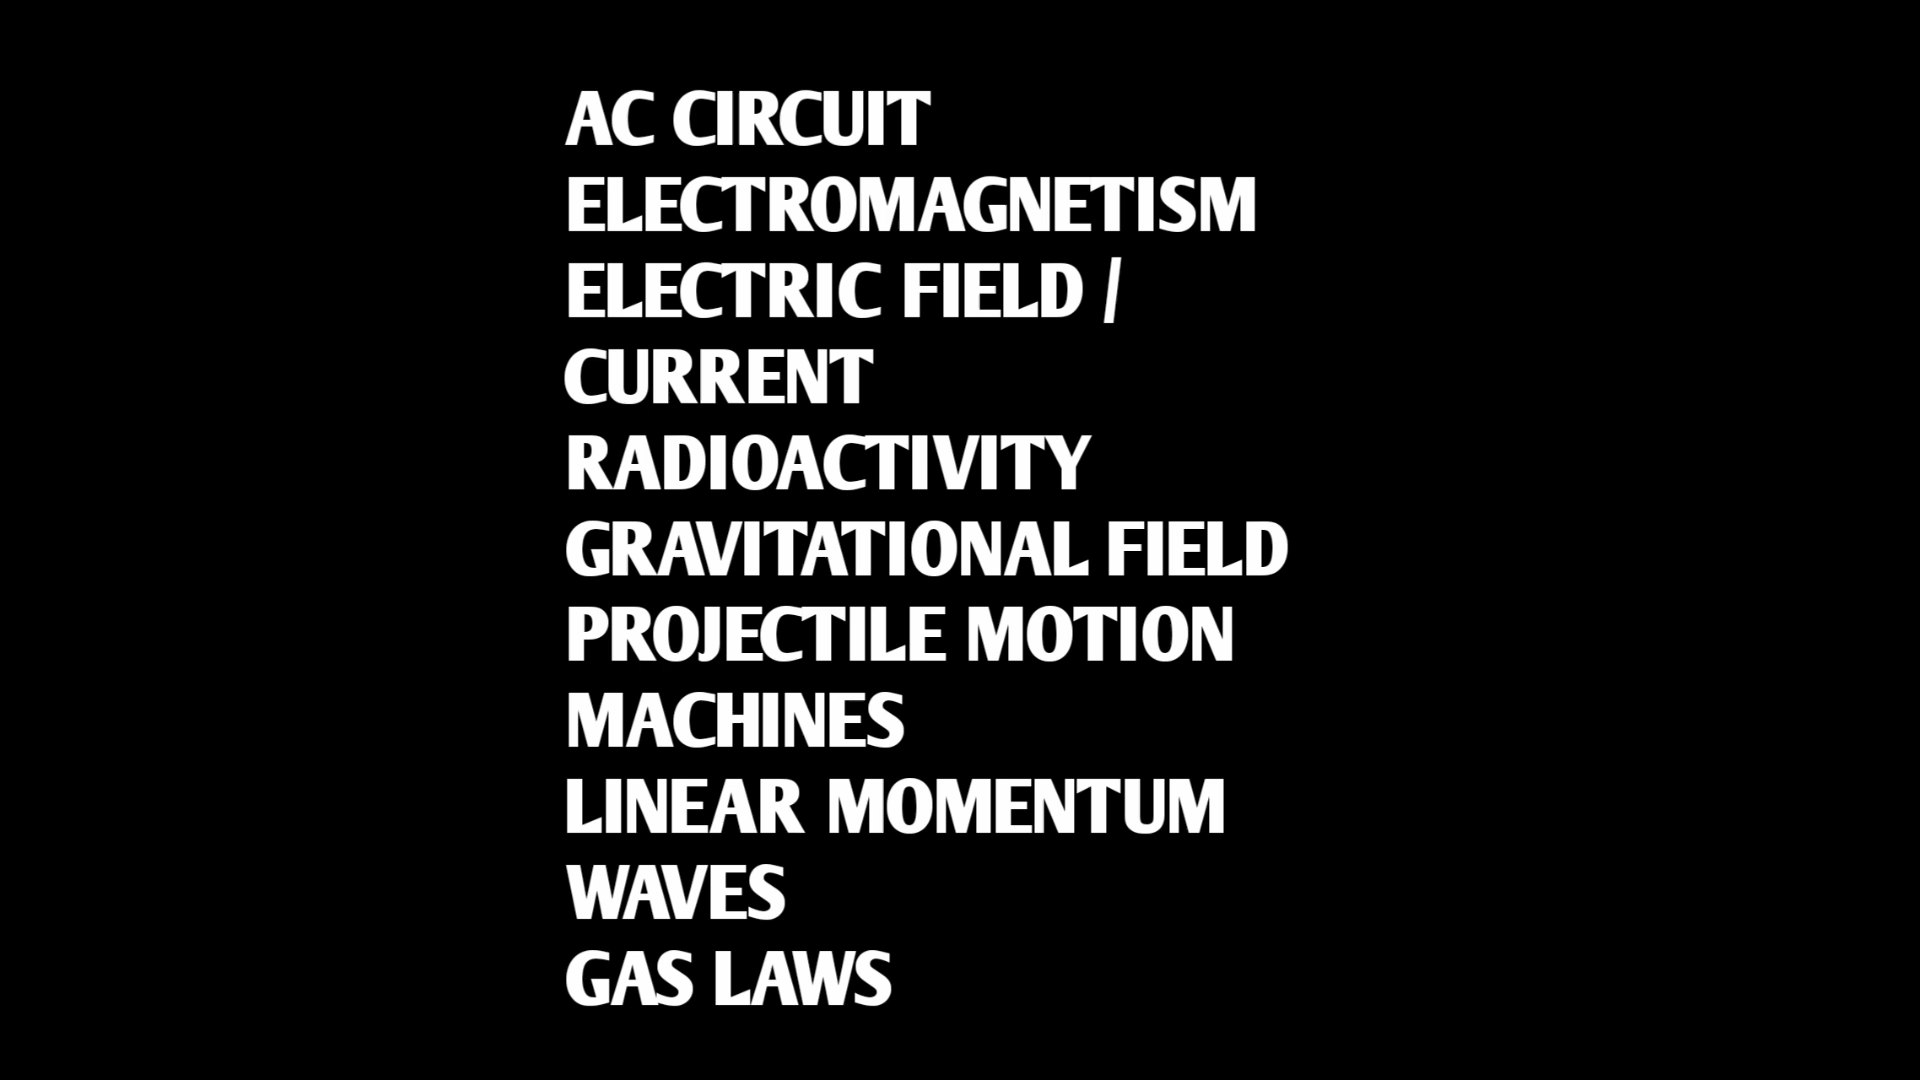 AC CIRCUIT
ELECTROMAGNETISM
ELECTRIC FIELD /
CURRENT
RADIOACTIVITY
GRAVITATIONAL FIELD
PROJECTILE MOTION
MACHINES
LINEAR MOMENTUM
WAVES
GAS LAWS